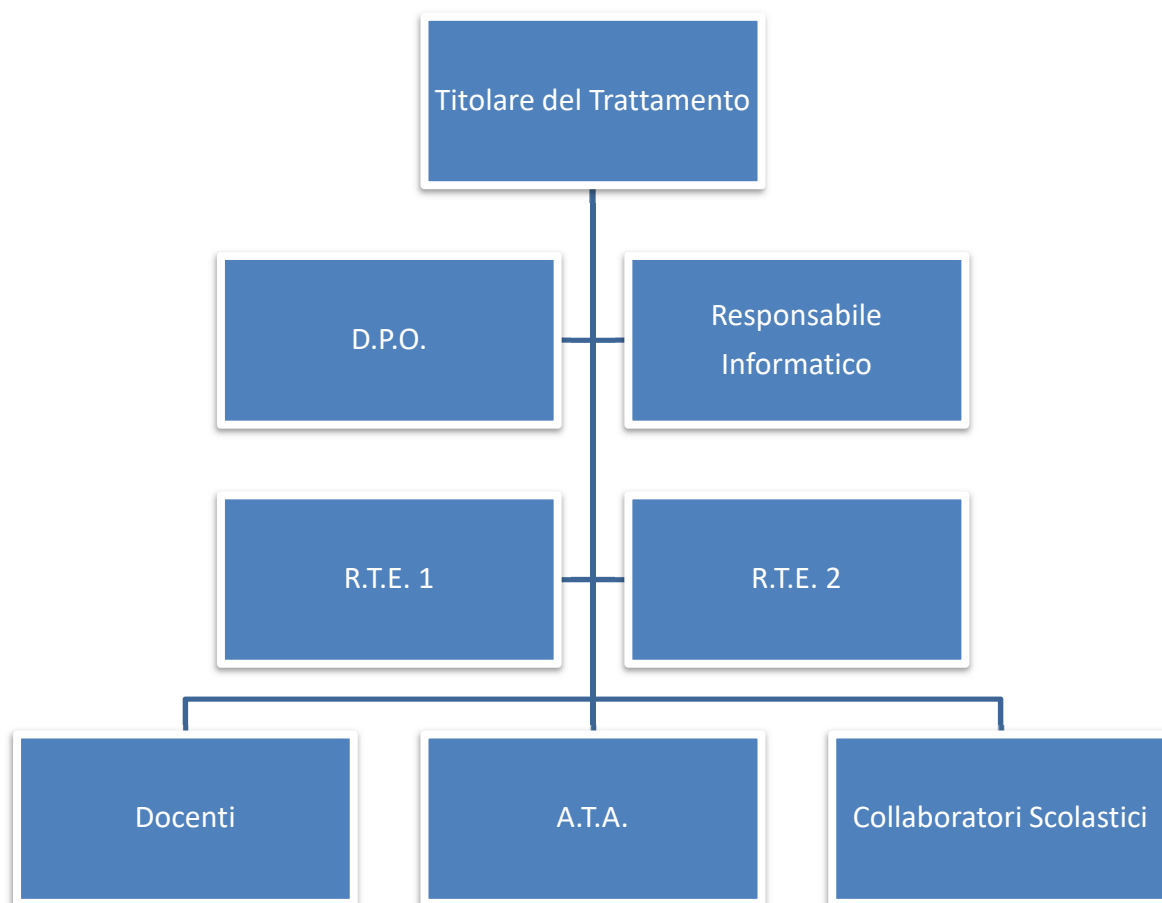 Titolare del Trattamento
D.P.O.
Responsabile
Informatico
R.T.E. 1
R.T.E. 2
Docenti
A.T.A.
Collaboratori Scolastici